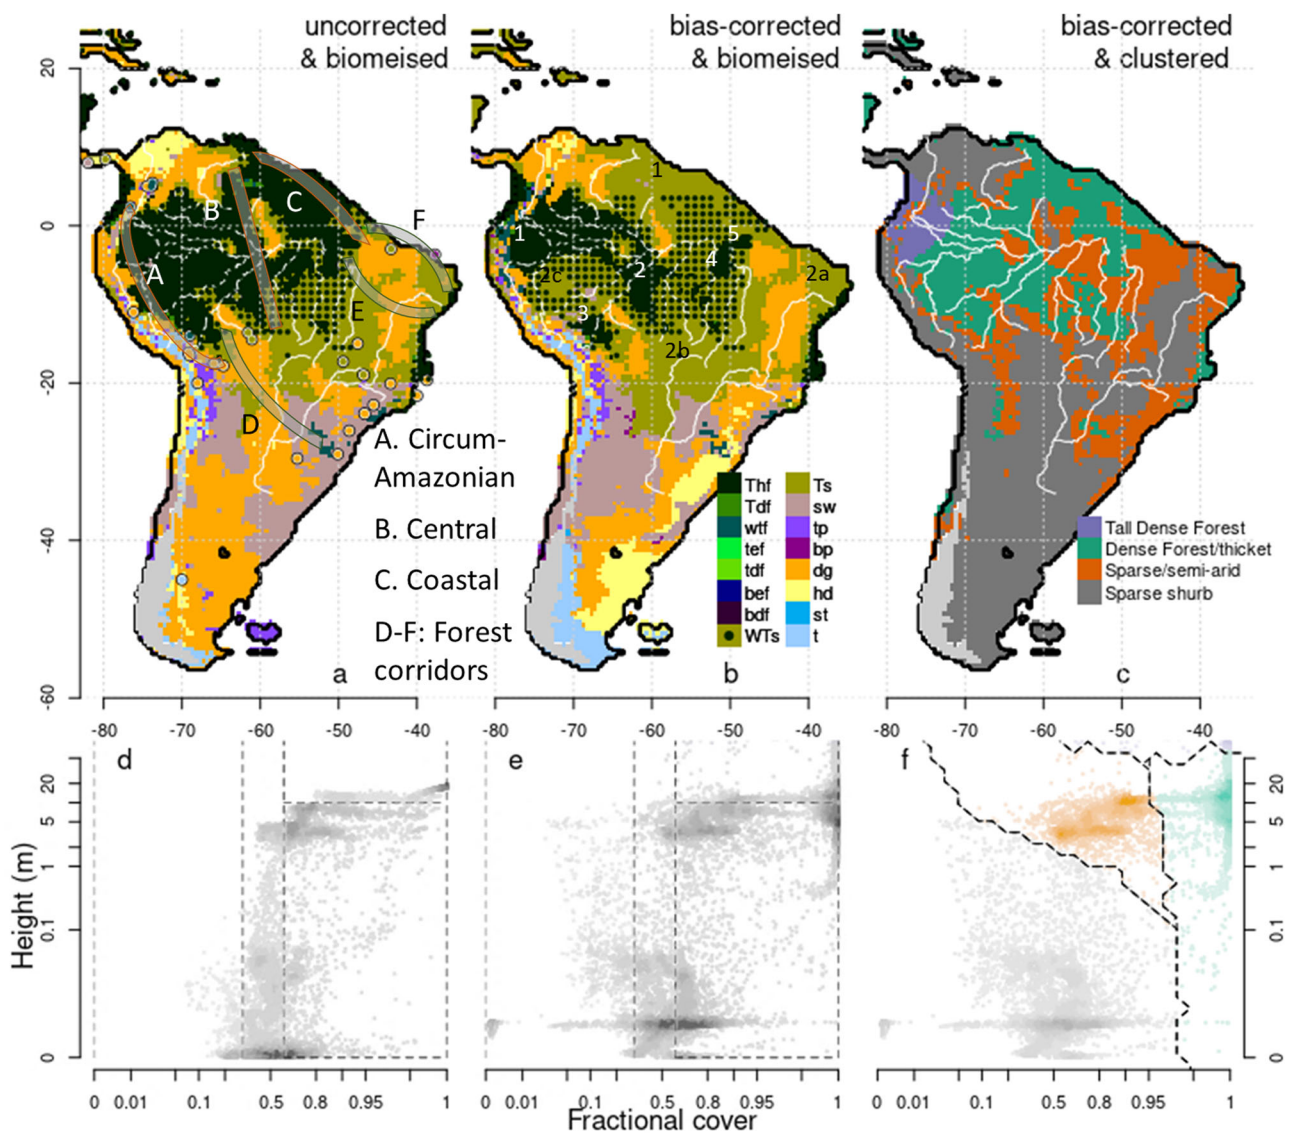 uncorrected
& biomeised
bias-corrected
& biomeised
bias-corrected
& clustered
20
0
-20
-40
-60
A
B
C
D
E
F
A. Circum-
Amazonian
B. Central
C. Coastal
D-F: Forest
corridors
a
1
1
2
2a
2b
2c
3
4
5
Thf
Tdf
wtf
tef
tdf
bef
bdf
WTs
Ts
sw
tp
bp
dg
hd
st
t
b
Tall Dense Forest
Dense Forest/thicket
Sparse/semi-arid
Sparse shurb
c
-80 -70 -60 -50 -40
-80 -70 -60 -50 -40
-80 -70 -60 -50 -40
d
e
f
Height (m)
20
5
1
0.1
0
20
5
1
0.1
0
0 0.01 0.1 0.5 0.8 0.95 1
0 0.01 0.1 0.5 0.8 0.95 1
0 0.01 0.1 0.5 0.8 0.95 1
Fractional cover